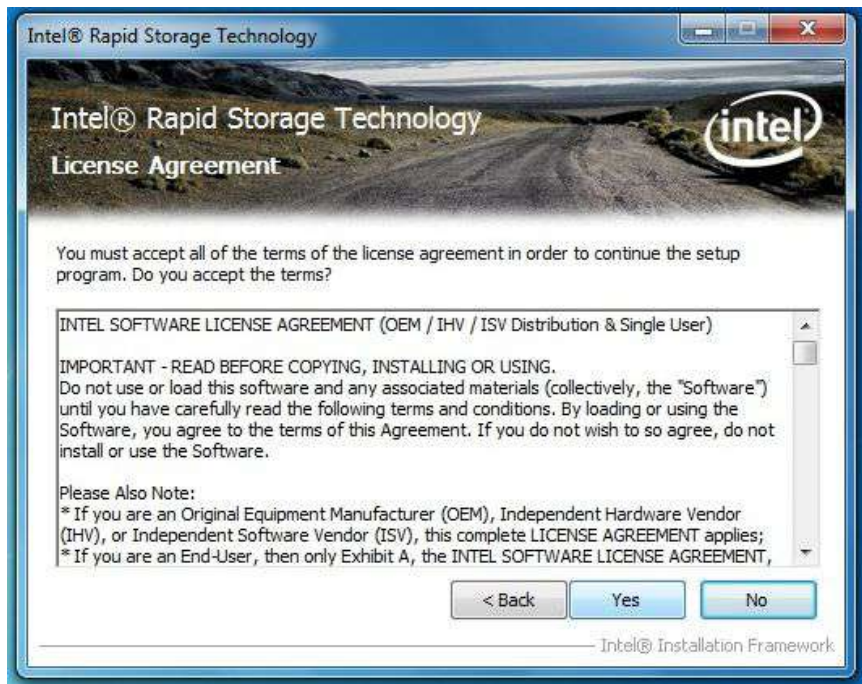 Intel® Rapid Storage Technology
Intel® Rapid Storage Technology
intel
License Agreement
You must accept all of the terms of the license agreement in order to continue the setup
program. Do you accept the terms?
INTEL SOFTWARE LICENSE AGREEMENT (OEM / IHV / ISV Distribution & Single User)
IMPORTANT - READ BEFORE COPYING, INSTALLING OR USING.
Do not use or load this software and any associated materials (collectively, the "Software")
until you have carefully read the following terms and conditions. By loading or using the
Software, you agree to the terms of this Agreement. If you do not wish to so agree, do not
install or use the Software.
Please Also Note:
* If you are an Original Equipment Manufacturer (OEM), Independent Hardware Vendor
(IHV), or Independent Software Vendor (ISV), this complete LICENSE AGREEMENT applies;
* If you are an End-User, then only Exhibit A, the INTEL SOFTWARE LICENSE AGREEMENT,
< Back Yes No
Intel® Installation Framework